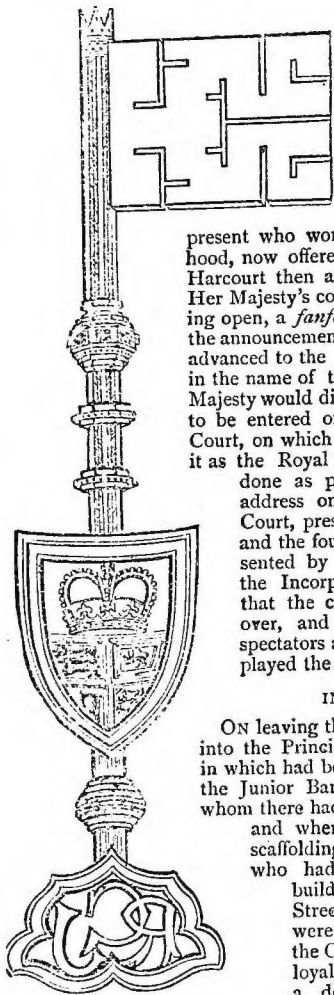 present who wor
hood, now offere
Harcourt then a
Her Majesty's co
ing open, a fanf
the announcemen
advanced to the
in the name of t
Majesty would di
to be entered o
Court, on which
it as the Royal
done as p
address or
Court, pres
and the fou
sented by
the Incorp
that the c
over, and
spectators a
played the
IN
ON leaving th
into the Princi
in which had be
the Junior Bar
whom there had
and wher
scaffolding
who had
build
Stree
were
the C
loyal
a de